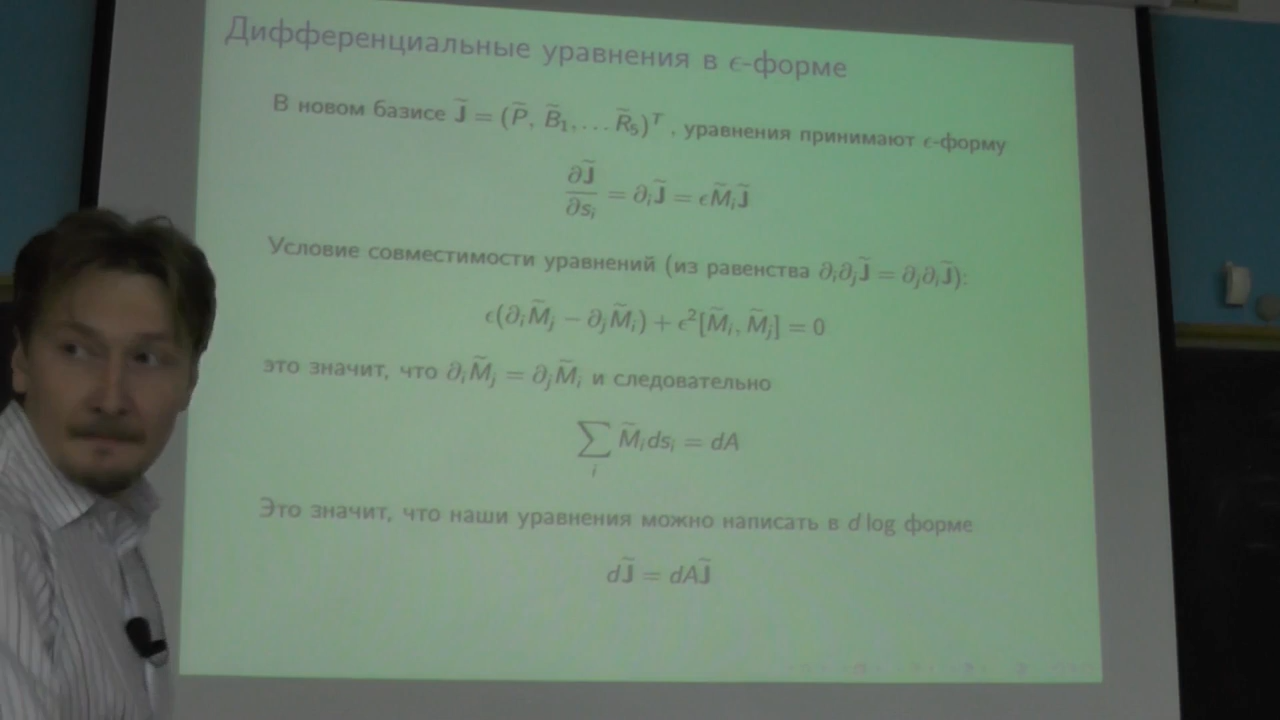 Дифференциальные уравнения в ϵ-форме
В новом базисе J̃ = (P̃, B̃₁, … R̃₅)ᵀ , уравнения принимают ϵ-форму
∂J̃/∂sᵢ = ∂ᵢJ̃ = ϵM̃ᵢJ̃
Условие совместимости уравнений (из равенства ∂ᵢ∂ⱼJ̃ = ∂ⱼ∂ᵢJ̃):
ϵ(∂ᵢM̃ⱼ − ∂ⱼM̃ᵢ) + ϵ²[M̃ᵢ, M̃ⱼ] = 0
это значит, что ∂ᵢM̃ⱼ = ∂ⱼM̃ᵢ и следовательно
∑ᵢ M̃ᵢdsᵢ = dA
Это значит, что наши уравнения можно написать в d log форме
dJ̃ = dAJ̃